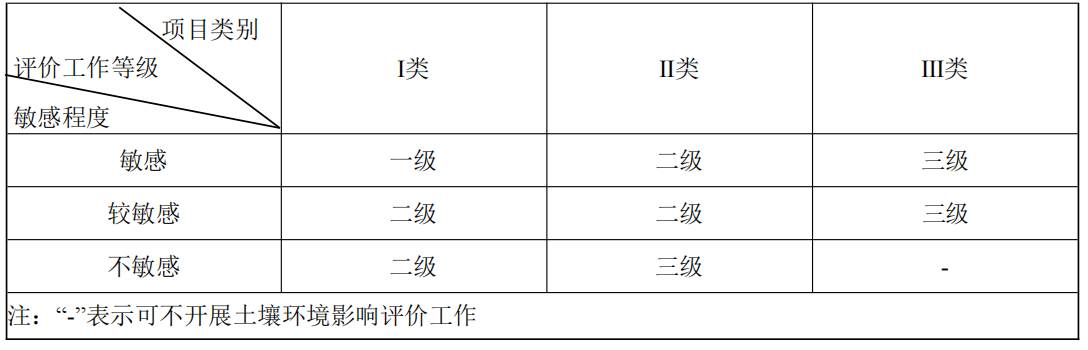 项目类别
评价工作等级
敏感程度
I类 II类 III类
敏感 一级 二级 三级
较敏感 二级 二级 三级
不敏感 二级 三级 -
注：“-”表示可不开展土壤环境影响评价工作